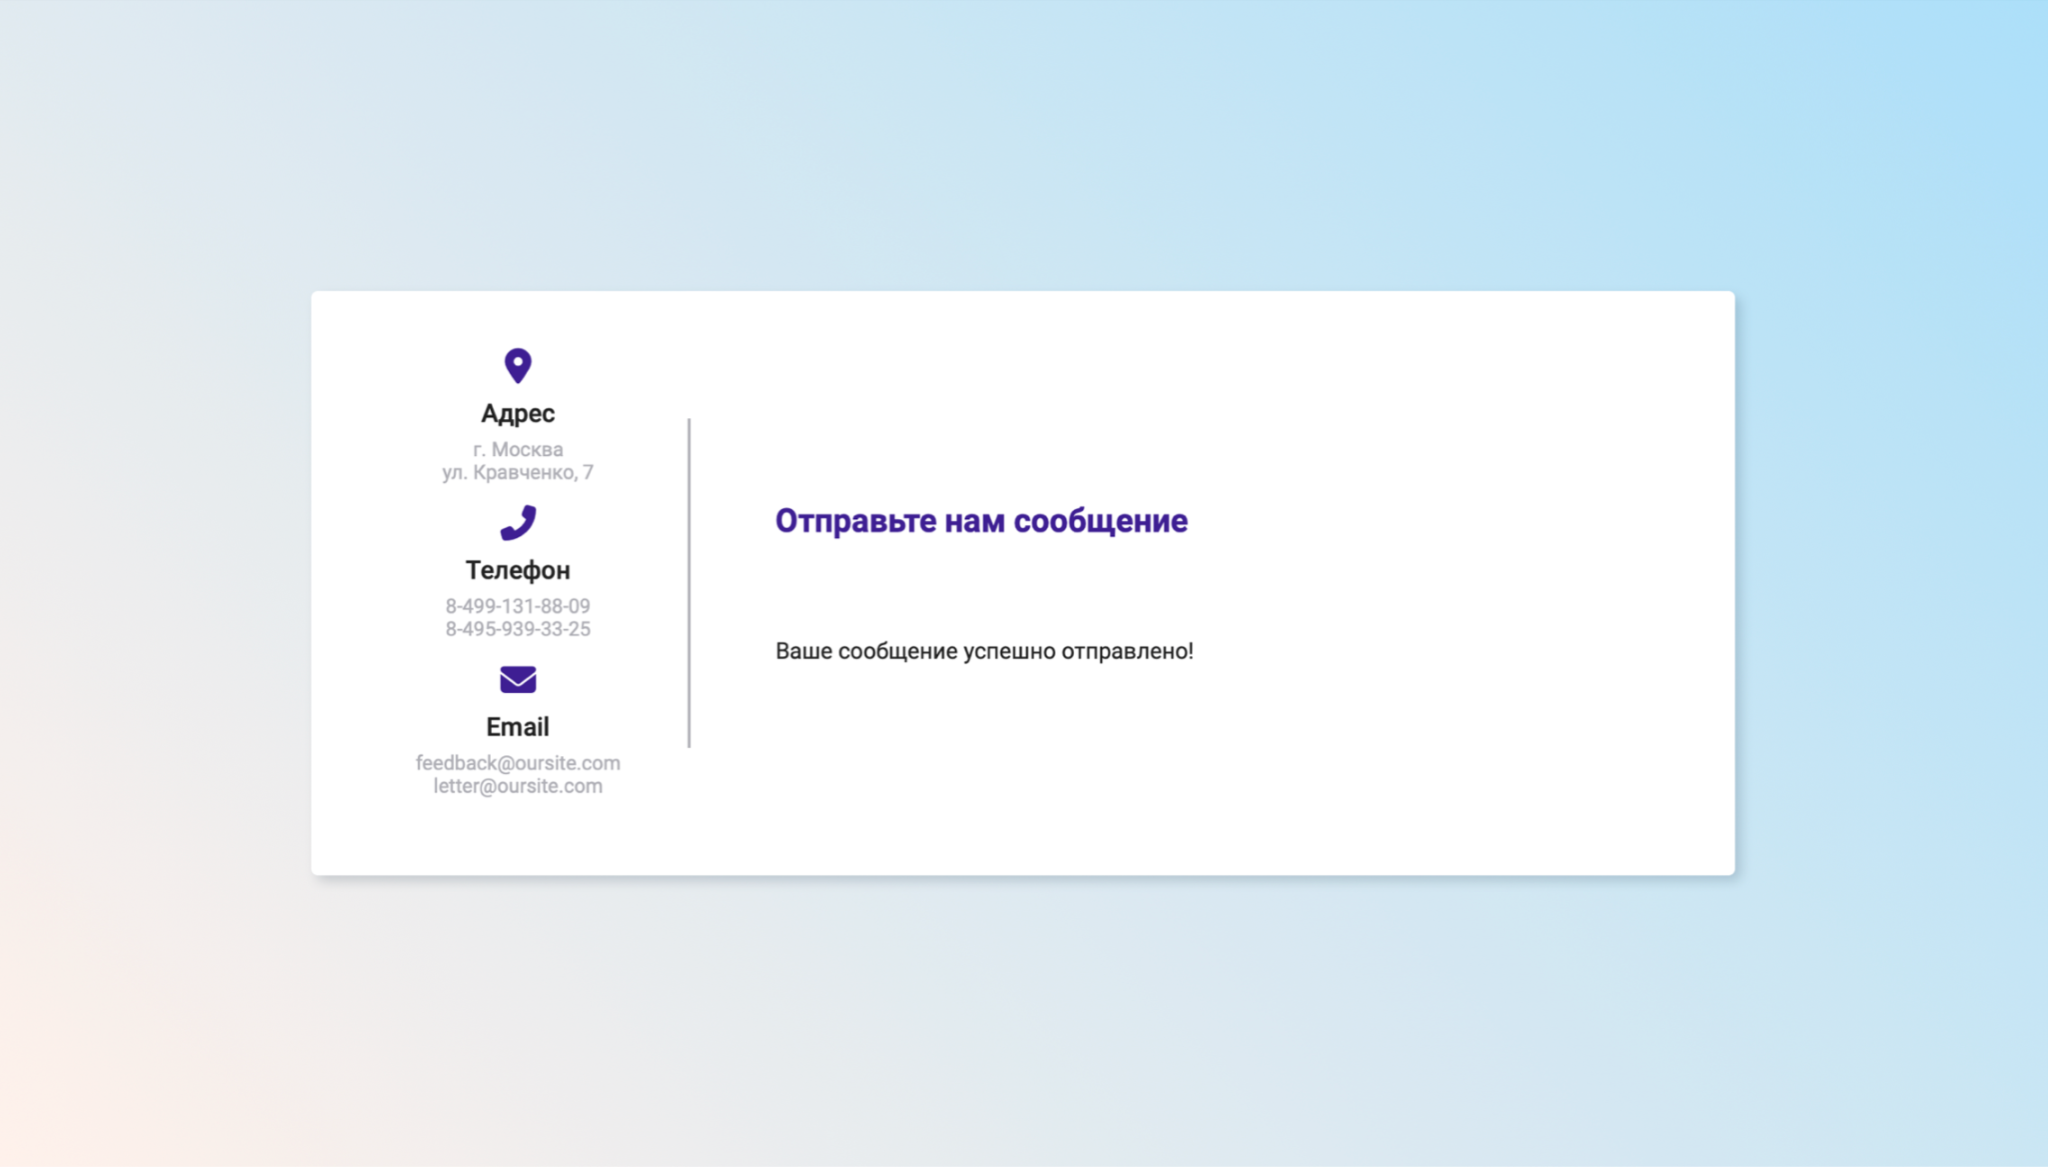 Адрес
г. Москва
ул. Кравченко, 7
Телефон
8-499-131-88-09
8-495-939-33-25
Email
feedback@oursite.com
letter@oursite.com
Отправьте нам сообщение
Ваше сообщение успешно отправлено!